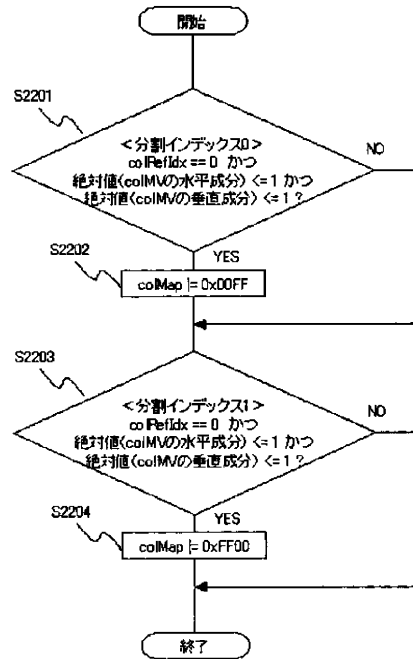 開始
S2201
<分割インデックス0>
colRefIdx == 0 かつ
絶対値(colMVの水平成分) <=1 かつ
絶対値(colMVの垂直成分) <=1 ?
NO
YES
S2202
colMap |= 0x00FF
S2203
<分割インデックス1>
colRefIdx == 0 かつ
絶対値(colMVの水平成分) <=1 かつ
絶対値(colMVの垂直成分) <=1 ?
NO
YES
S2204
colMap |= 0xFF00
終了